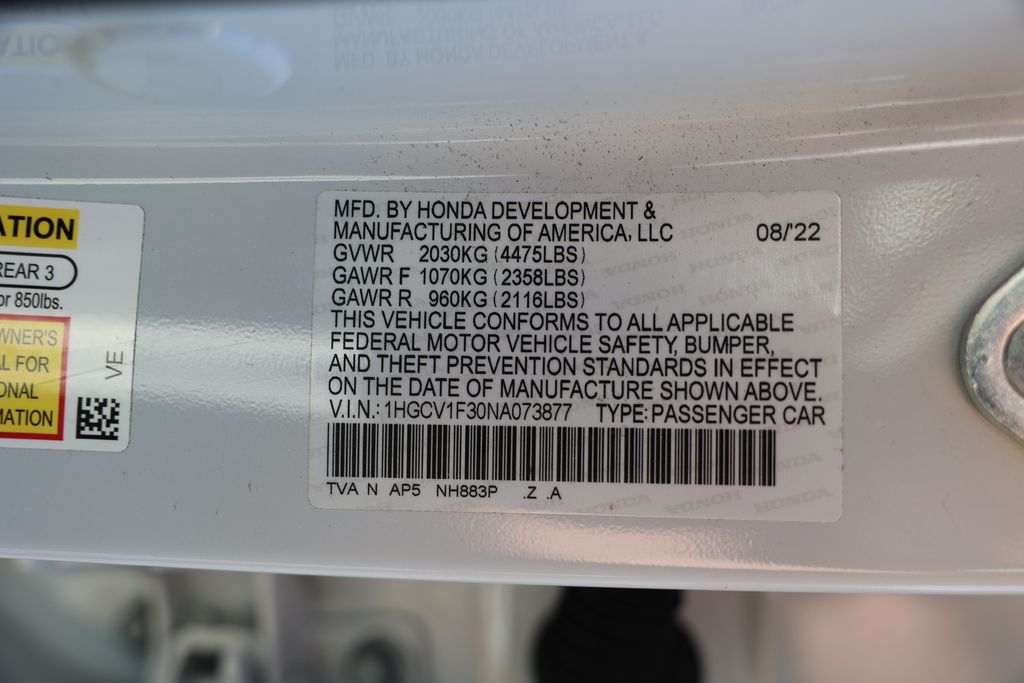 ATION
REAR 3
or 850lbs.
WNER'S
L FOR
ONAL
MATION
VE
MFD. BY HONDA DEVELOPMENT &
MANUFACTURING OF AMERICA, LLC 08/'22
GVWR 2030KG (4475LBS)
GAWR F 1070KG (2358LBS)
GAWR R 960KG (2116LBS)
THIS VEHICLE CONFORMS TO ALL APPLICABLE
FEDERAL MOTOR VEHICLE SAFETY, BUMPER,
AND THEFT PREVENTION STANDARDS IN EFFECT
ON THE DATE OF MANUFACTURE SHOWN ABOVE.
V.I.N.: 1HGCV1F30NA073877 TYPE: PASSENGER CAR
TVA N AP5 NH883P .Z .A